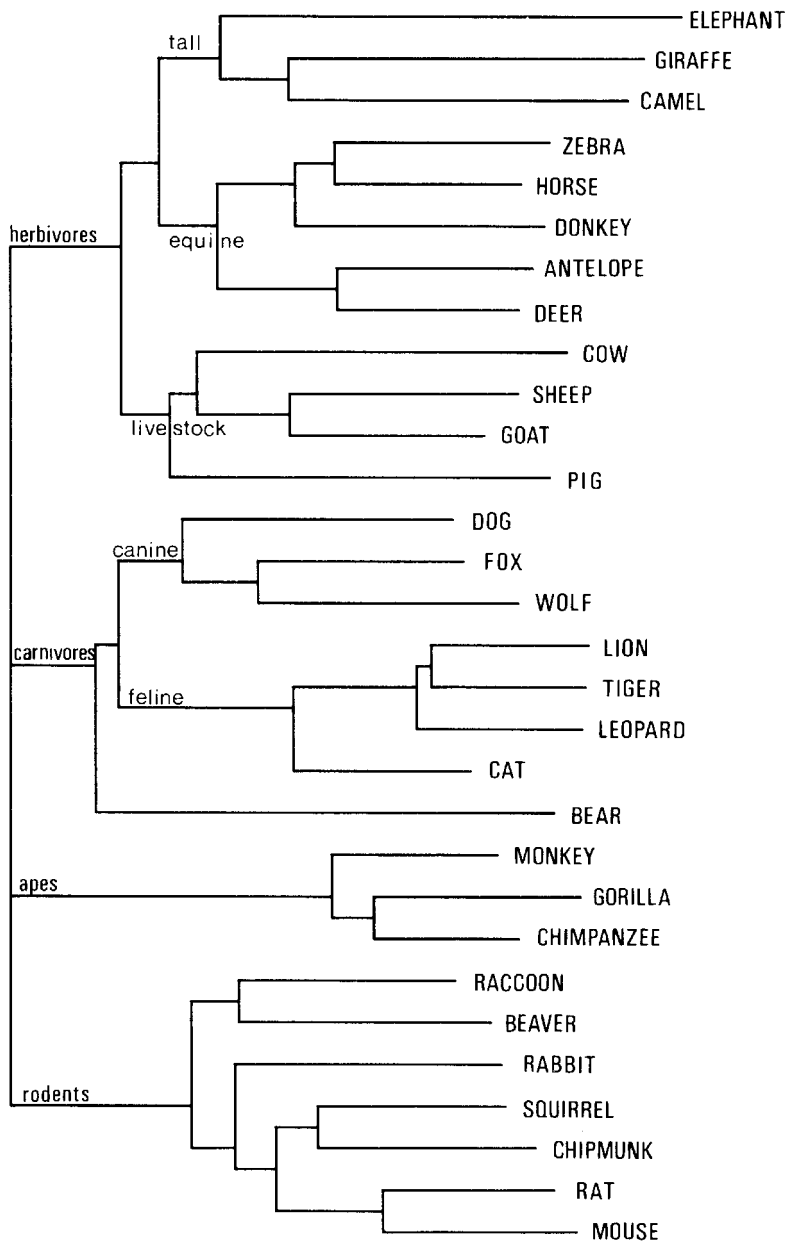 ELEPHANT
tall
GIRAFFE
CAMEL
ZEBRA
HORSE
DONKEY
herbivores
equine
ANTELOPE
DEER
COW
SHEEP
livestock
GOAT
PIG
DOG
canine
FOX
WOLF
LION
carnivores
TIGER
feline
LEOPARD
CAT
BEAR
MONKEY
apes
GORILLA
CHIMPANZEE
RACCOON
BEAVER
RABBIT
rodents
SQUIRREL
CHIPMUNK
RAT
MOUSE